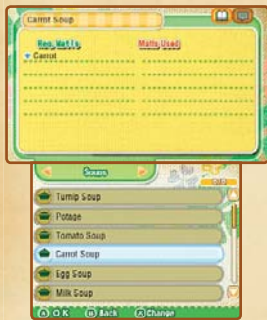 Carrot Soup
Req. Mat'ls Mat'ls Used
Carrot
Soups
Turnip Soup
Potage
Tomato Soup
Carrot Soup
Egg Soup
Milk Soup
A OK B Back X Change